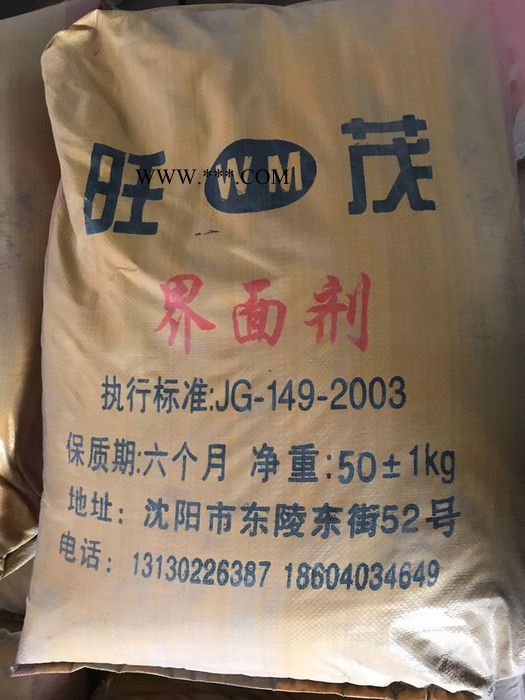 旺 WM 茂
WWW.***.COM
界面剂
执行标准:JG-149-2003
保质期:六个月 净重:50±1kg
地址: 沈阳市东陵东街52号
电话: 13130226387 18604034649